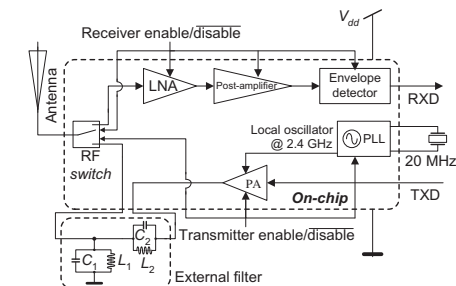 Receiver enable/disable
V_dd
Antenna
LNA
Post-amplifier
Envelope
detector
RXD
RF
switch
Local oscillator
@ 2.4 GHz
PLL
20 MHz
PA
On-chip
TXD
Transmitter enable/disable
C_1
L_1
C_2
L_2
External filter